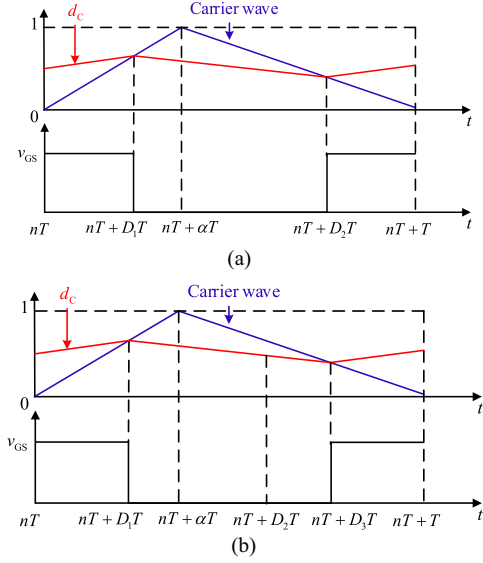 d_C
Carrier wave
1
0
t
v_GS
nT
nT + D_1T
nT + αT
nT + D_2T
nT + T
t
(a)
d_C
Carrier wave
1
0
t
v_GS
nT
nT + D_1T
nT + αT
nT + D_2T
nT + D_3T
nT + T
t
(b)